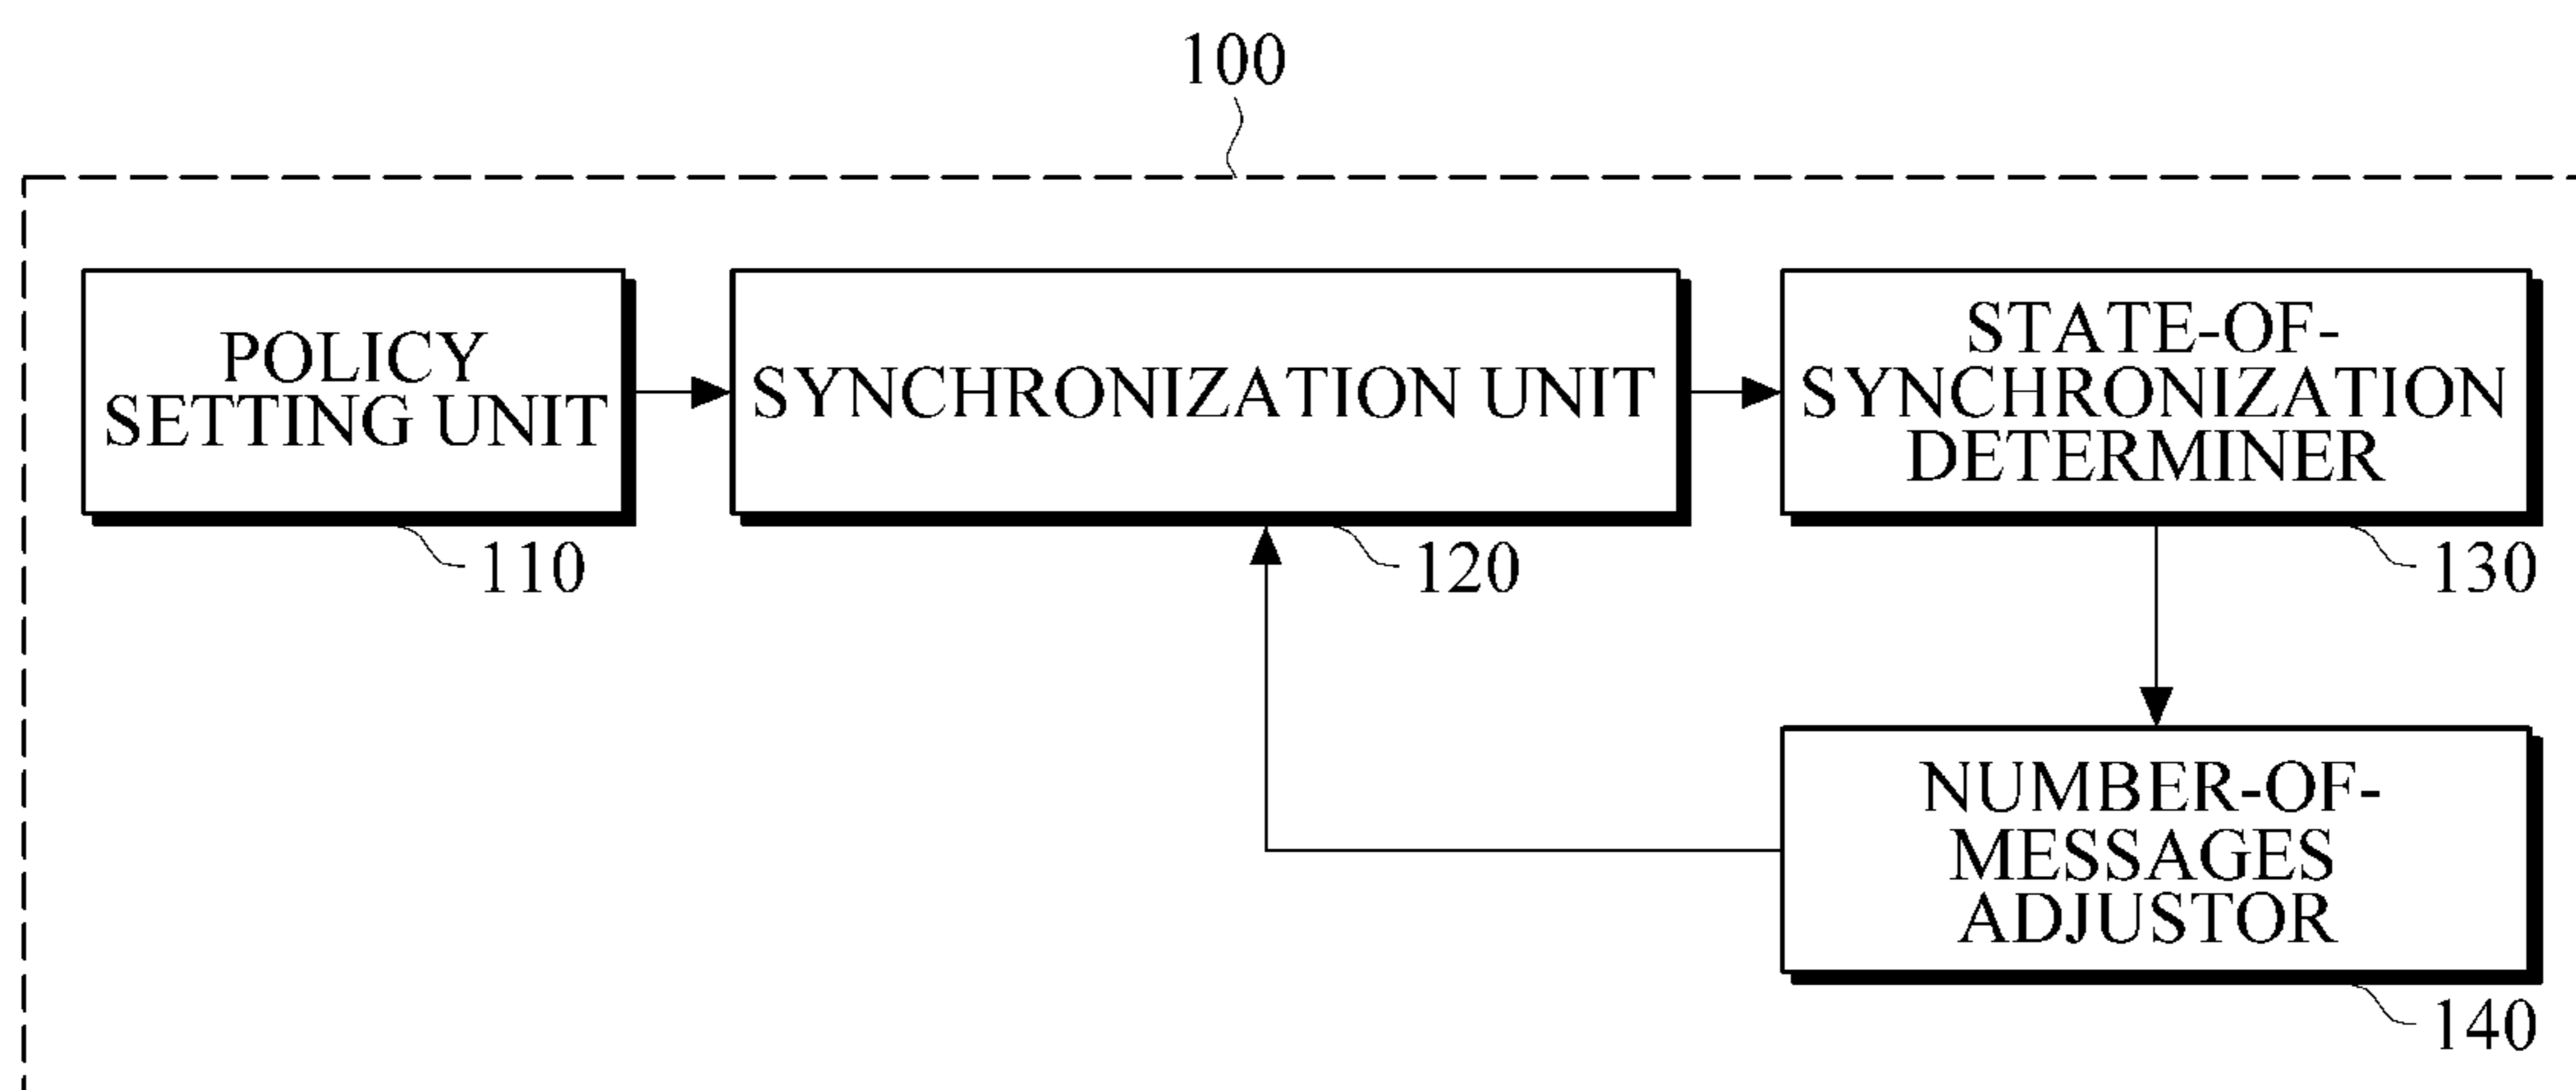 100
POLICY
SETTING UNIT
SYNCHRONIZATION UNIT
STATE-OF-
SYNCHRONIZATION
DETERMINER
110
120
130
NUMBER-OF-
MESSAGES
ADJUSTOR
140